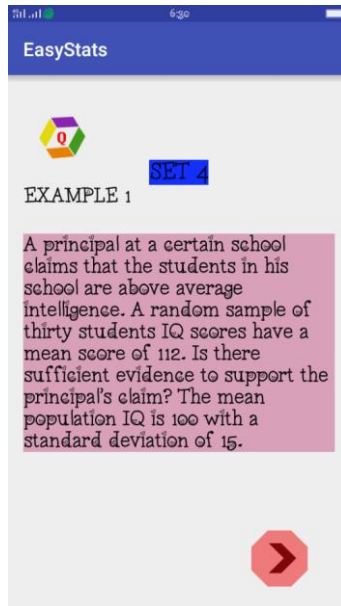 6:30
EasyStats
Q
SET 4
EXAMPLE 1
A principal at a certain school
claims that the students in his
school are above average
intelligence. A random sample of
thirty students IQ scores have a
mean score of 112. Is there
sufficient evidence to support the
principal's claim? The mean
population IQ is 100 with a
standard deviation of 15.